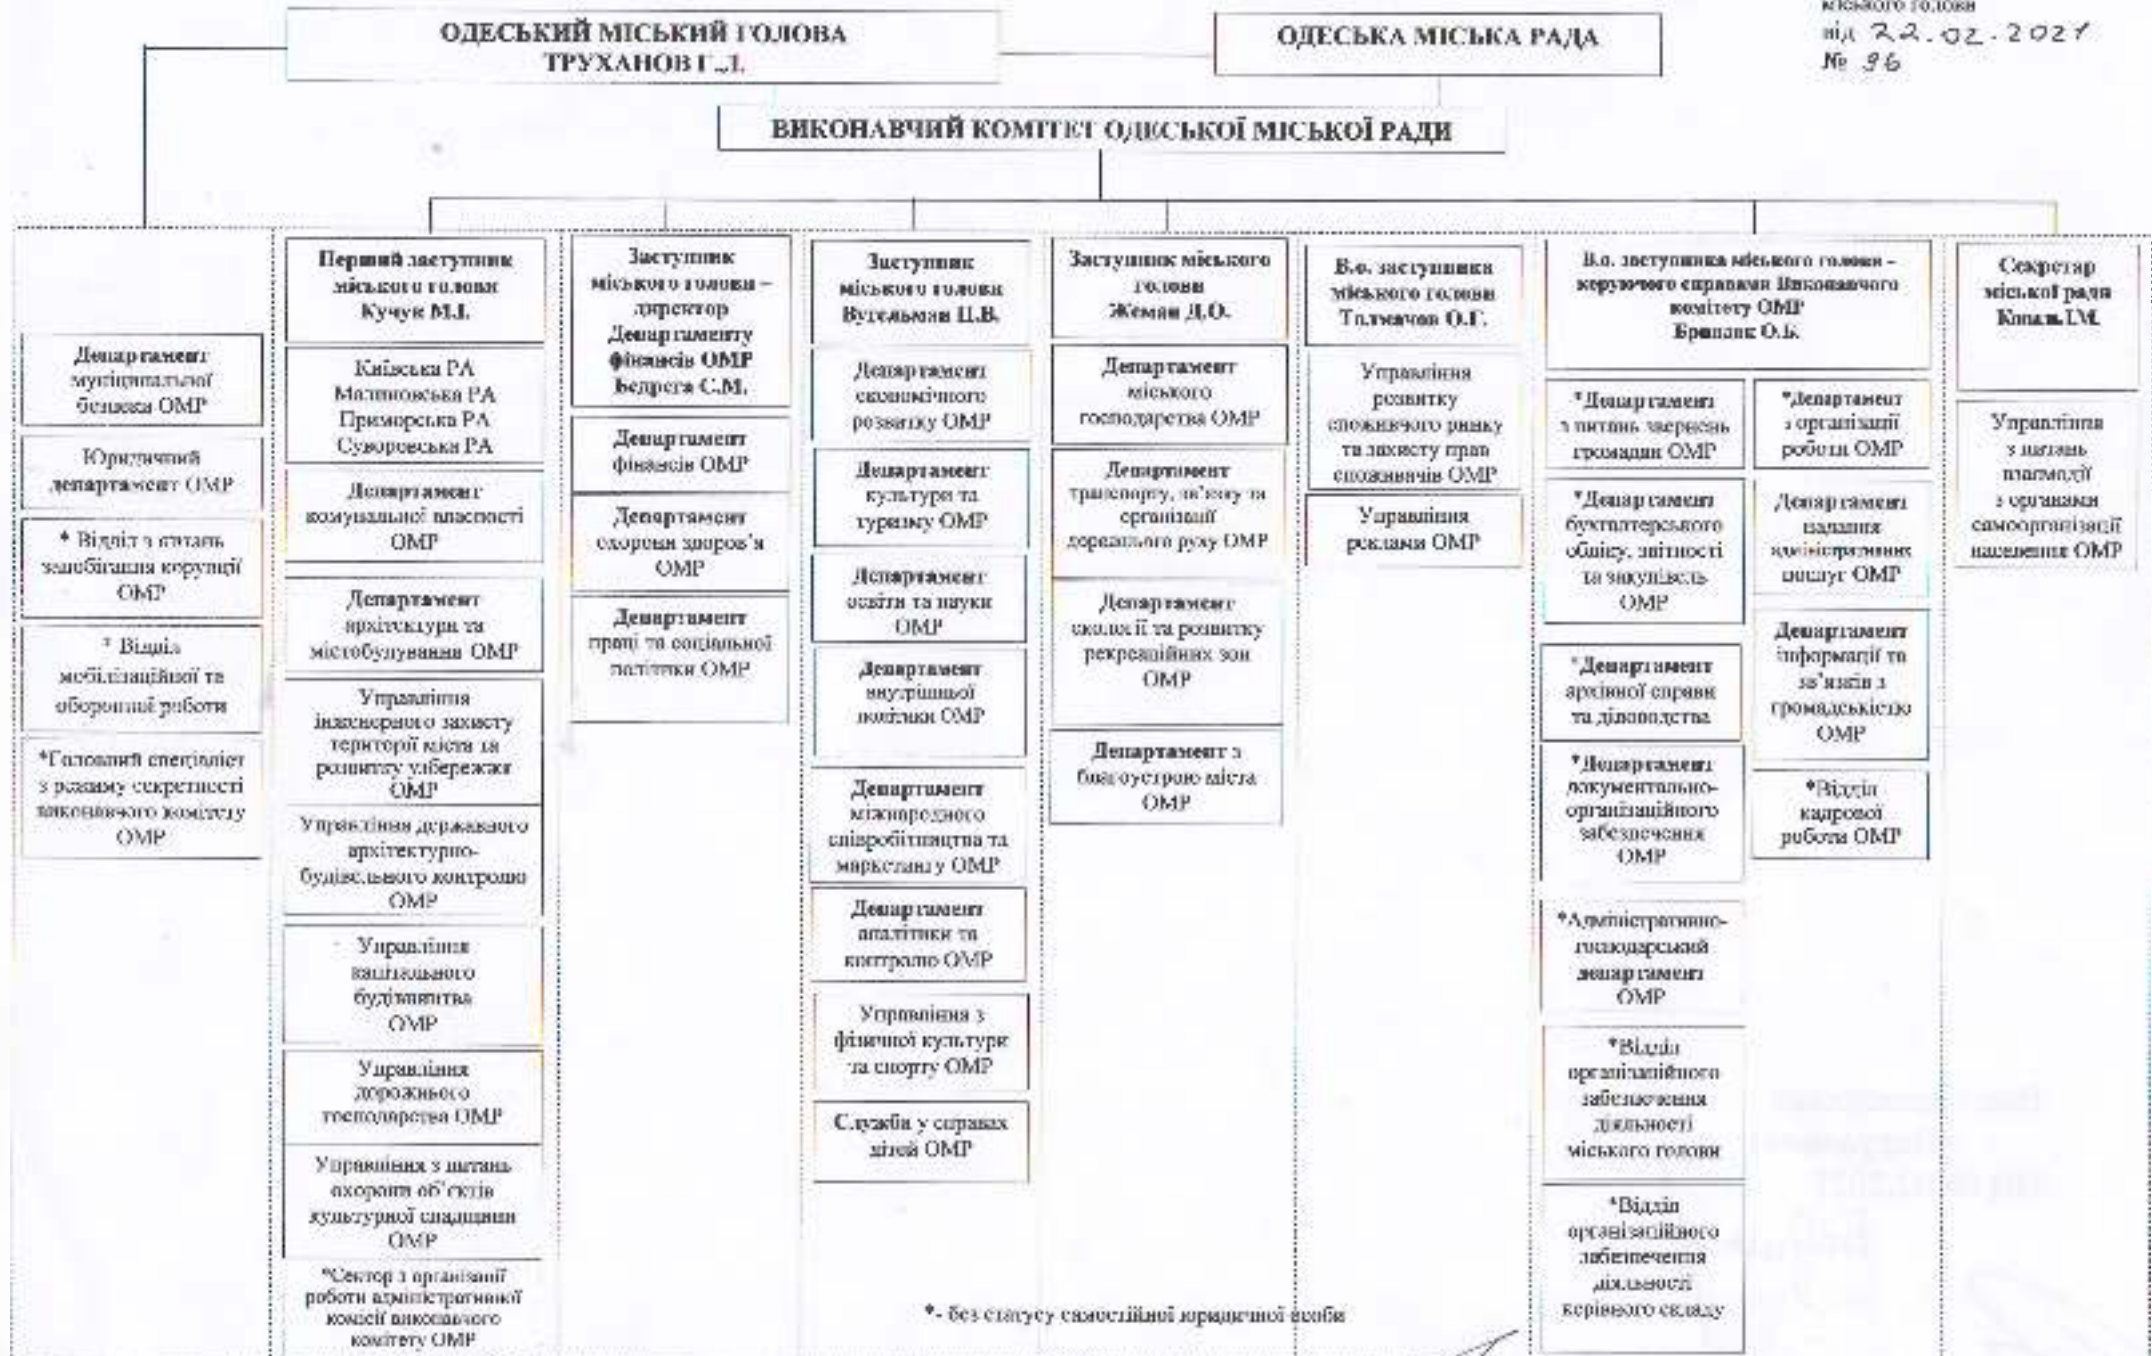 міського голови
від 22.02.2021
№ 96
ОДЕСЬКИЙ МІСЬКИЙ ГОЛОВА
ТРУХАНОВ Г.Л.
ОДЕСЬКА МІСЬКА РАДА
ВИКОНАВЧИЙ КОМІТЕТ ОДЕСЬКОЇ МІСЬКОЇ РАДИ
Департамент
муніципальної
безпеки ОМР
Юридичний
департамент ОМР
* Відділ з питань
запобігання корупції
ОМР
* Відділ
мобілізаційної та
оборонної роботи
*Головний спеціаліст
з режиму секретності
виконавчого комітету
ОМР
Перший заступник
міського голови
Кучук М.І.
Київська РА
Малиновська РА
Приморська РА
Суворовська РА
Департамент
комунальної власності
ОМР
Департамент
архітектури та
містобудування ОМР
Управління
інженерного захисту
території міста та
розвитку узбережжя
ОМР
Управління державного
архітектурно-
будівельного контролю
ОМР
Управління
капітального
будівництва
ОМР
Управління
дорожнього
господарства ОМР
Управління з питань
охорони об'єктів
культурної спадщини
ОМР
*Сектор з організації
роботи адміністративної
комісії виконавчого
комітету ОМР
Заступник
міського голови –
директор
Департаменту
фінансів ОМР
Бедрега С.М.
Департамент
фінансів ОМР
Департамент
охорони здоров'я
ОМР
Департамент
праці та соціальної
політики ОМР
Заступник
міського голови
Вугельман П.В.
Департамент
економічного
розвитку ОМР
Департамент
культури та
туризму ОМР
Департамент
освіти та науки
ОМР
Департамент
внутрішньої
політики ОМР
Департамент
міжнародного
співробітництва та
маркетингу ОМР
Департамент
аналітики та
контролю ОМР
Управління з
фізичної культури
та спорту ОМР
Служба у справах
дітей ОМР
Заступник міського
голови
Жеман Д.О.
Департамент
міського
господарства ОМР
Департамент
транспорту, зв'язку та
організації
дорожнього руху ОМР
Департамент
екології та розвитку
рекреаційних зон
ОМР
Департамент з
благоустрою міста
ОМР
В.о. заступника
міського голови
Толмачов О.Г.
Управління
розвитку
споживчого ринку
та захисту прав
споживачів ОМР
Управління
реклами ОМР
В.о. заступника міського голови –
керуючого справами Виконавчого
комітету ОМР
Бриндак О.Б.
*Департамент
з питань звернень
громадян ОМР
*Департамент
бухгалтерського
обліку, звітності
та закупівель
ОМР
*Департамент
архівної справи
та діловодства
*Департамент
документально-
організаційного
забезпечення
ОМР
*Адміністративно-
господарський
департамент
ОМР
*Відділ
організаційного
забезпечення
діяльності
міського голови
*Відділ
організаційного
забезпечення
діяльності
керівного складу
*Департамент
з організації
роботи ОМР
Департамент
надання
адміністративних
послуг ОМР
Департамент
інформації та
зв'язків з
громадськістю
ОМР
*Відділ
кадрової
роботи ОМР
Секретар
міської ради
Коваль І.М.
Управління
з питань
взаємодії
з органами
самоорганізації
населення ОМР
*- без статусу самостійної юридичної особи